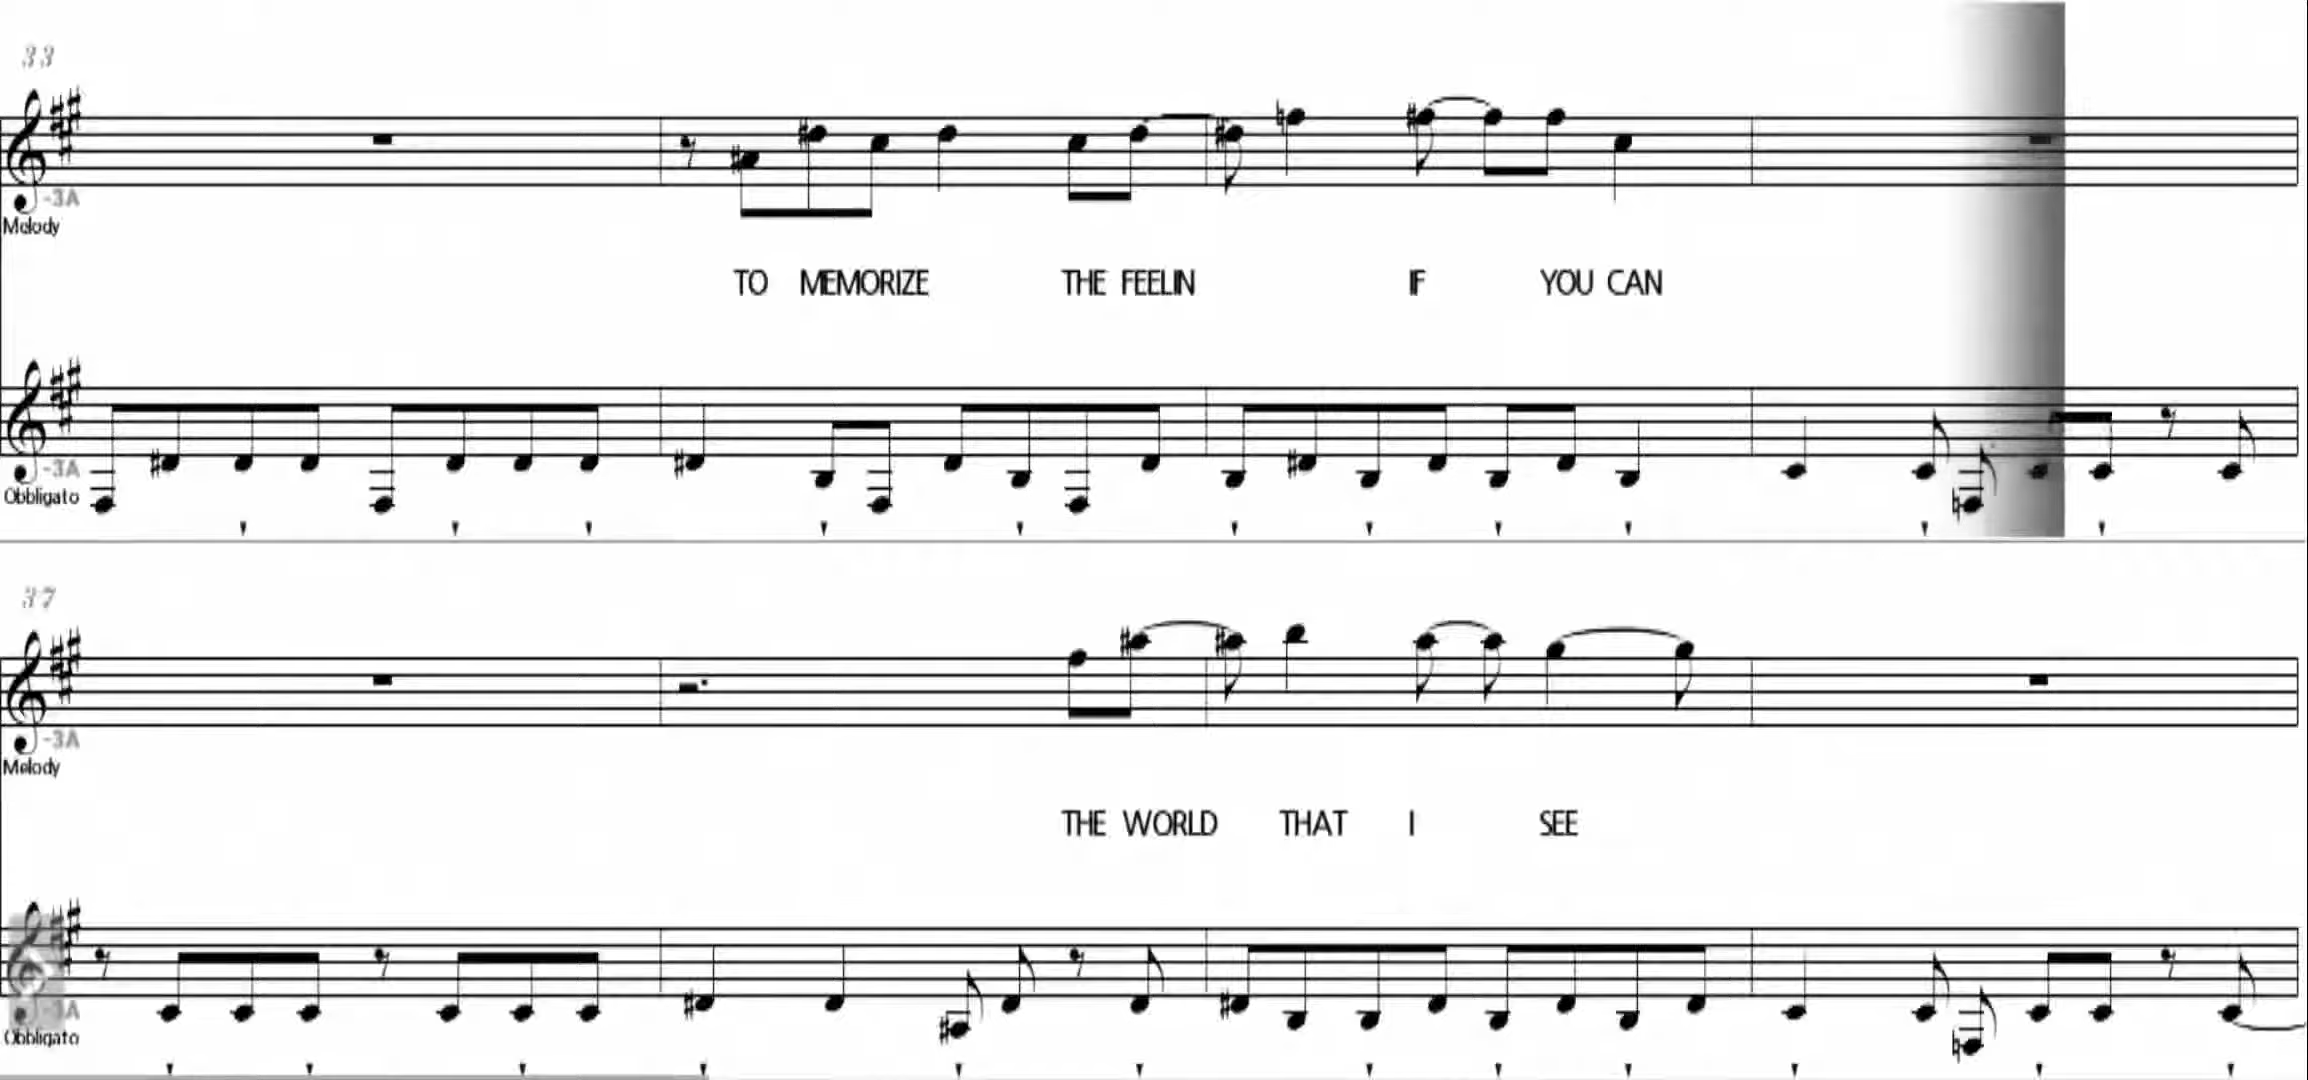 33
-3A
Melody
TO MEMORIZE THE FEELIN IF YOU CAN
-3A
Obbligato
37
-3A
Melody
THE WORLD THAT I SEE
-3A
Obbligato